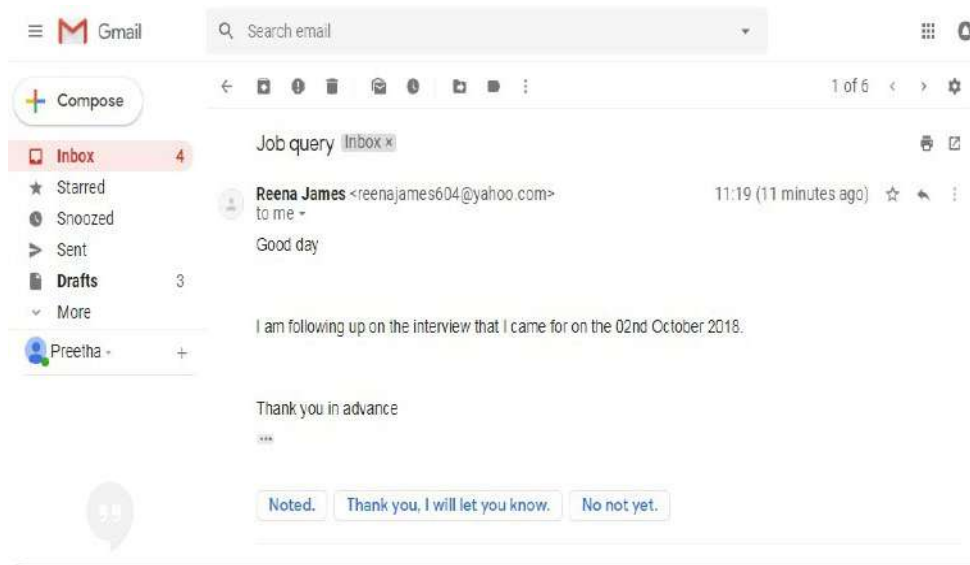 Gmail
Search email
Compose
1 of 6
Inbox 4
Starred
Snoozed
Sent
Drafts 3
More
Preetha
Job query Inbox x
Reena James <reenajames604@yahoo.com> 11:19 (11 minutes ago)
to me
Good day
I am following up on the interview that I came for on the 02nd October 2018.
Thank you in advance
...
Noted. Thank you, I will let you know. No not yet.